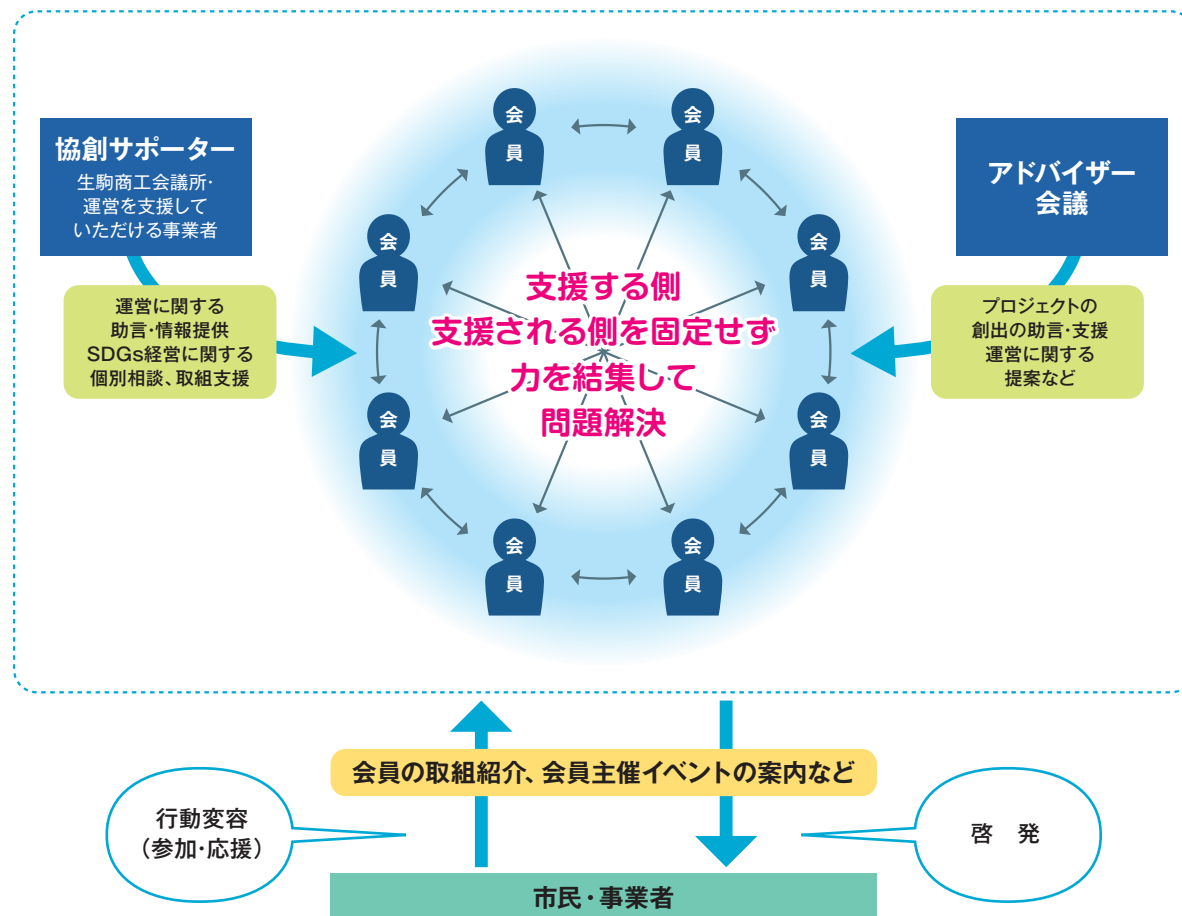 協創サポーター
生駒商工会議所・
運営を支援して
いただける事業者
運営に関する
助言・情報提供
SDGs経営に関する
個別相談、取組支援
会
員
会
員
会
員
会
員
会
員
会
員
会
員
会
員
支援する側
支援される側を固定せず
力を結集して
問題解決
アドバイザー
会議
プロジェクトの
創出の助言・支援
運営に関する
提案など
会員の取組紹介、会員主催イベントの案内など
行動変容
（参加・応援）
啓　発
市民・事業者